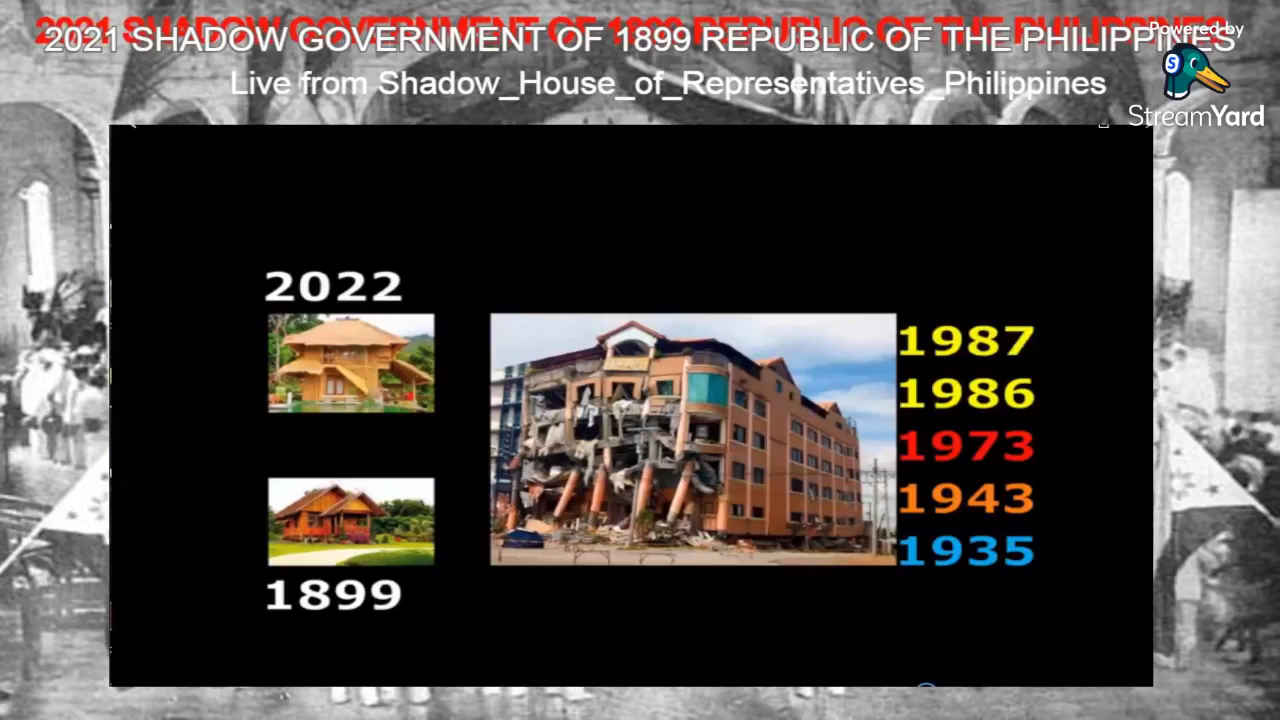 2021 SHADOW GOVERNMENT OF 1899 REPUBLIC OF THE PHILIPPINES
Powered by
Live from Shadow_House_of_Representatives_Philippines
StreamYard
2022
1987
1986
1973
1943
1935
1899